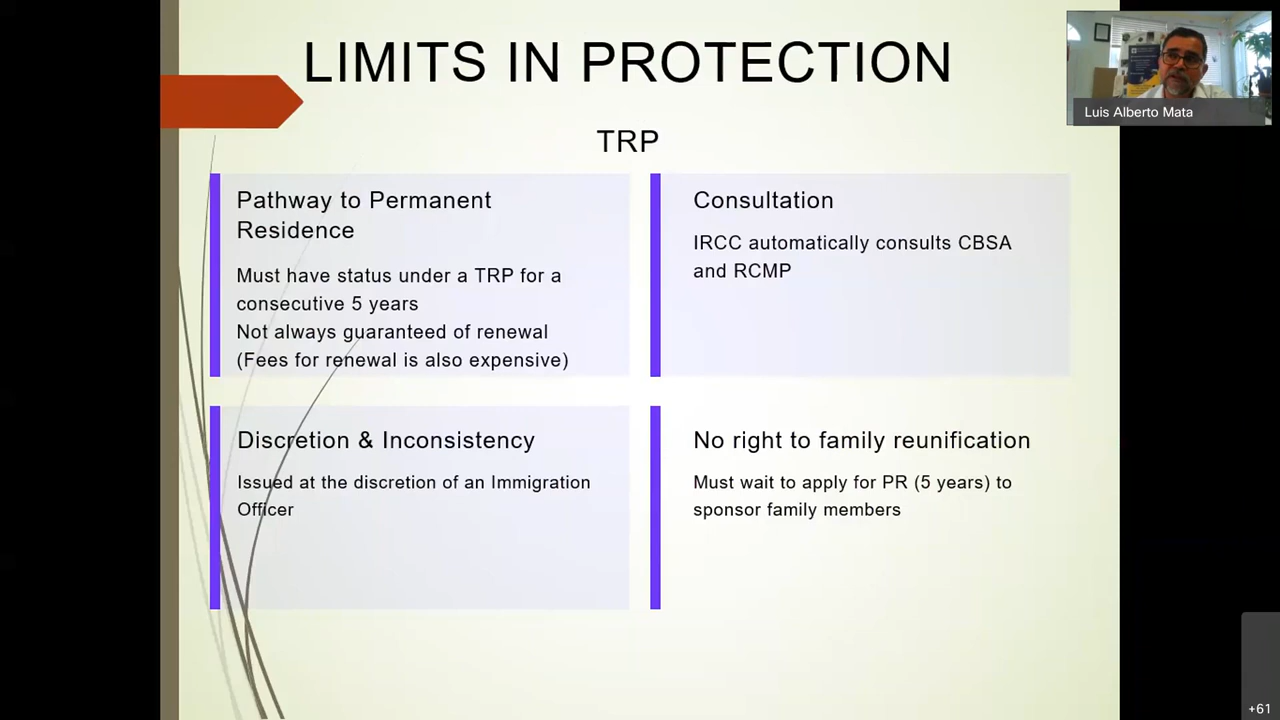 LIMITS IN PROTECTION
Luis Alberto Mata
TRP
Pathway to Permanent
Residence
Must have status under a TRP for a
consecutive 5 years
Not always guaranteed of renewal
(Fees for renewal is also expensive)
Consultation
IRCC automatically consults CBSA
and RCMP
Discretion & Inconsistency
Issued at the discretion of an Immigration
Officer
No right to family reunification
Must wait to apply for PR (5 years) to
sponsor family members
+61